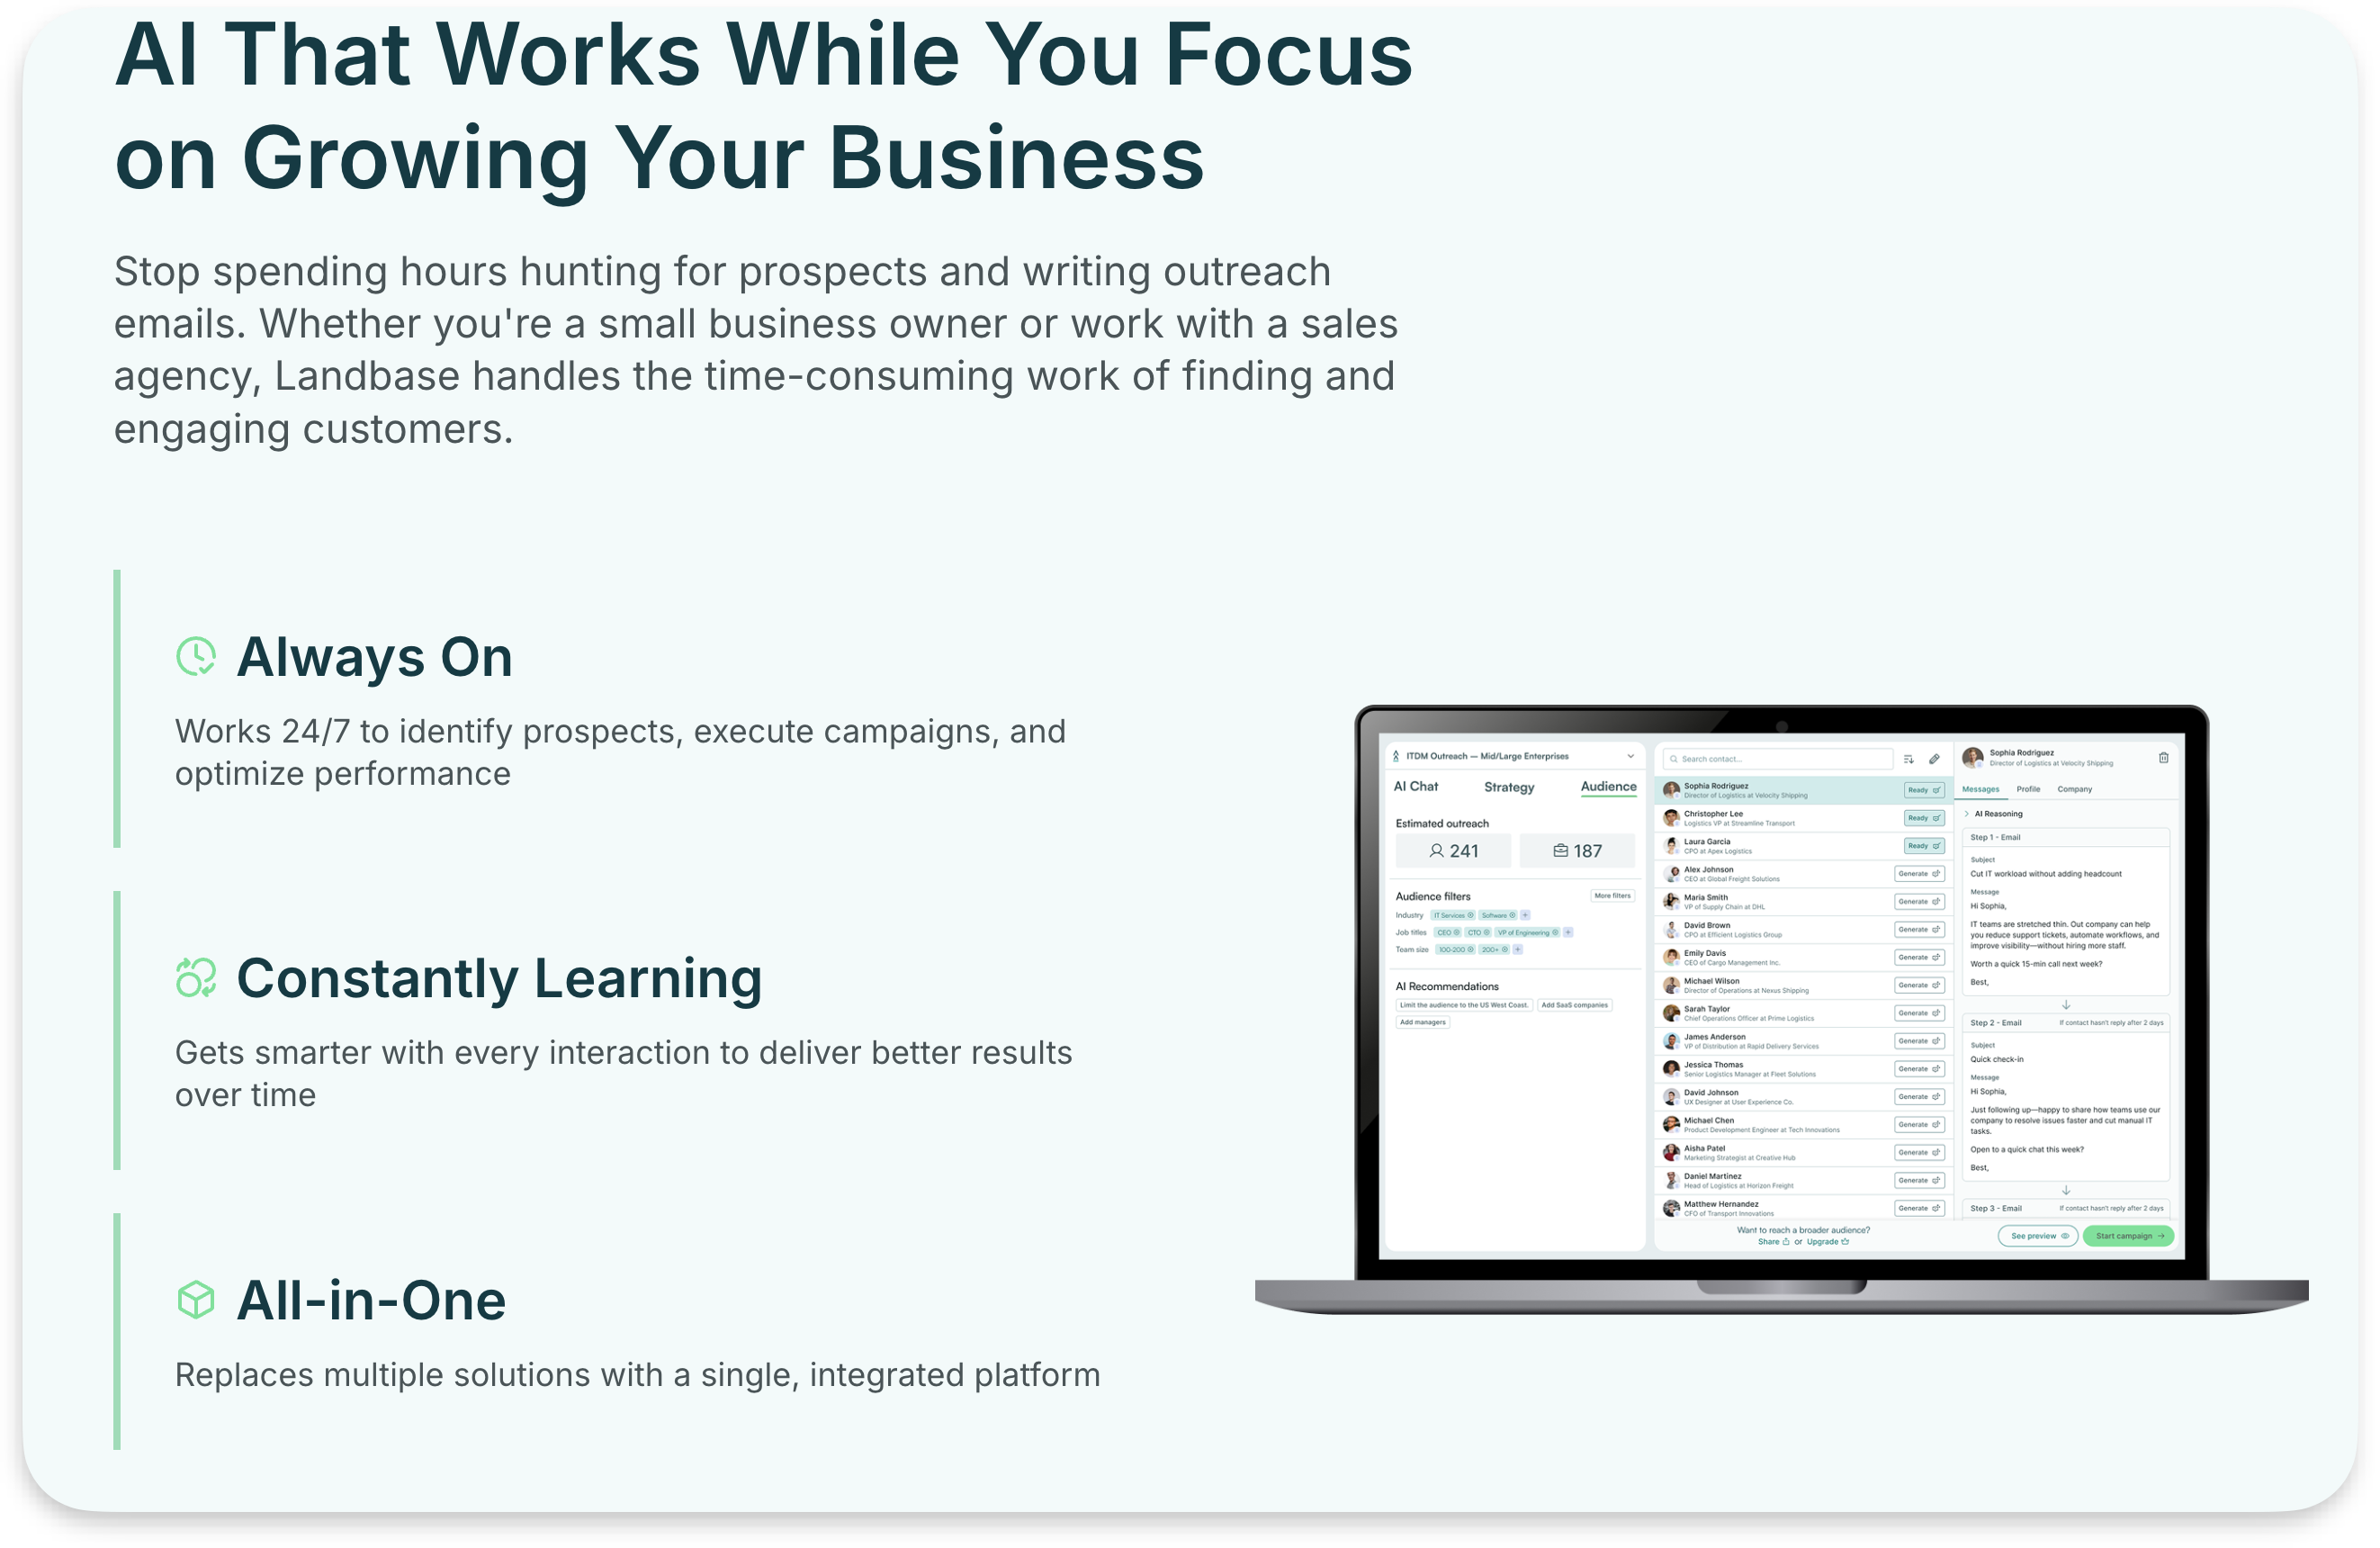 AI That Works While You Focus
on Growing Your Business
Stop spending hours hunting for prospects and writing outreach
emails. Whether you're a small business owner or work with a sales
agency, Landbase handles the time-consuming work of finding and
engaging customers.
Always On
Works 24/7 to identify prospects, execute campaigns, and
optimize performance
Constantly Learning
Gets smarter with every interaction to deliver better results
over time
All-in-One
Replaces multiple solutions with a single, integrated platform
ITDM Outreach — Mid/Large Enterprises
AI Chat Strategy Audience
Estimated outreach
241 187
Audience filters More filters
Industry IT Services Software +
Job titles CEO CTO VP of Engineering +
Team size 100-200 200+ +
AI Recommendations
Limit the audience to the US West Coast. Add SaaS companies
Add managers
Search contact...
Sophia Rodriguez
Director of Logistics at Velocity Shipping
Ready
Christopher Lee
Logistics VP at Streamline Transport
Ready
Laura Garcia
CPO at Apex Logistics
Ready
Alex Johnson
CEO at Global Freight Solutions
Generate
Maria Smith
VP of Supply Chain at DHL
Generate
David Brown
CPO at Efficient Logistics Group
Generate
Emily Davis
CEO of Cargo Management Inc.
Generate
Michael Wilson
Director of Operations at Nexus Shipping
Generate
Sarah Taylor
Chief Operations Officer at Prime Logistics
Generate
James Anderson
VP of Distribution at Rapid Delivery Services
Generate
Jessica Thomas
Senior Logistics Manager at Fleet Solutions
Generate
David Johnson
UX Designer at User Experience Co.
Generate
Michael Chen
Product Development Engineer at Tech Innovations
Generate
Aisha Patel
Marketing Strategist at Creative Hub
Generate
Daniel Martinez
Head of Logistics at Horizon Freight
Generate
Matthew Hernandez
CFO of Transport Innovations
Generate
Want to reach a broader audience?
Share or Upgrade
Sophia Rodriguez
Director of Logistics at Velocity Shipping
Messages Profile Company
AI Reasoning
Step 1 - Email
Subject
Cut IT workload without adding headcount
Message
Hi Sophia,
IT teams are stretched thin. Out company can help
you reduce support tickets, automate workflows, and
improve visibility—without hiring more staff.
Worth a quick 15-min call next week?
Best,
Step 2 - Email If contact hasn't reply after 2 days
Subject
Quick check-in
Message
Hi Sophia,
Just following up—happy to share how teams use our
company to resolve issues faster and cut manual IT
tasks.
Open to a quick chat this week?
Best,
Step 3 - Email If contact hasn't reply after 2 days
See preview Start campaign